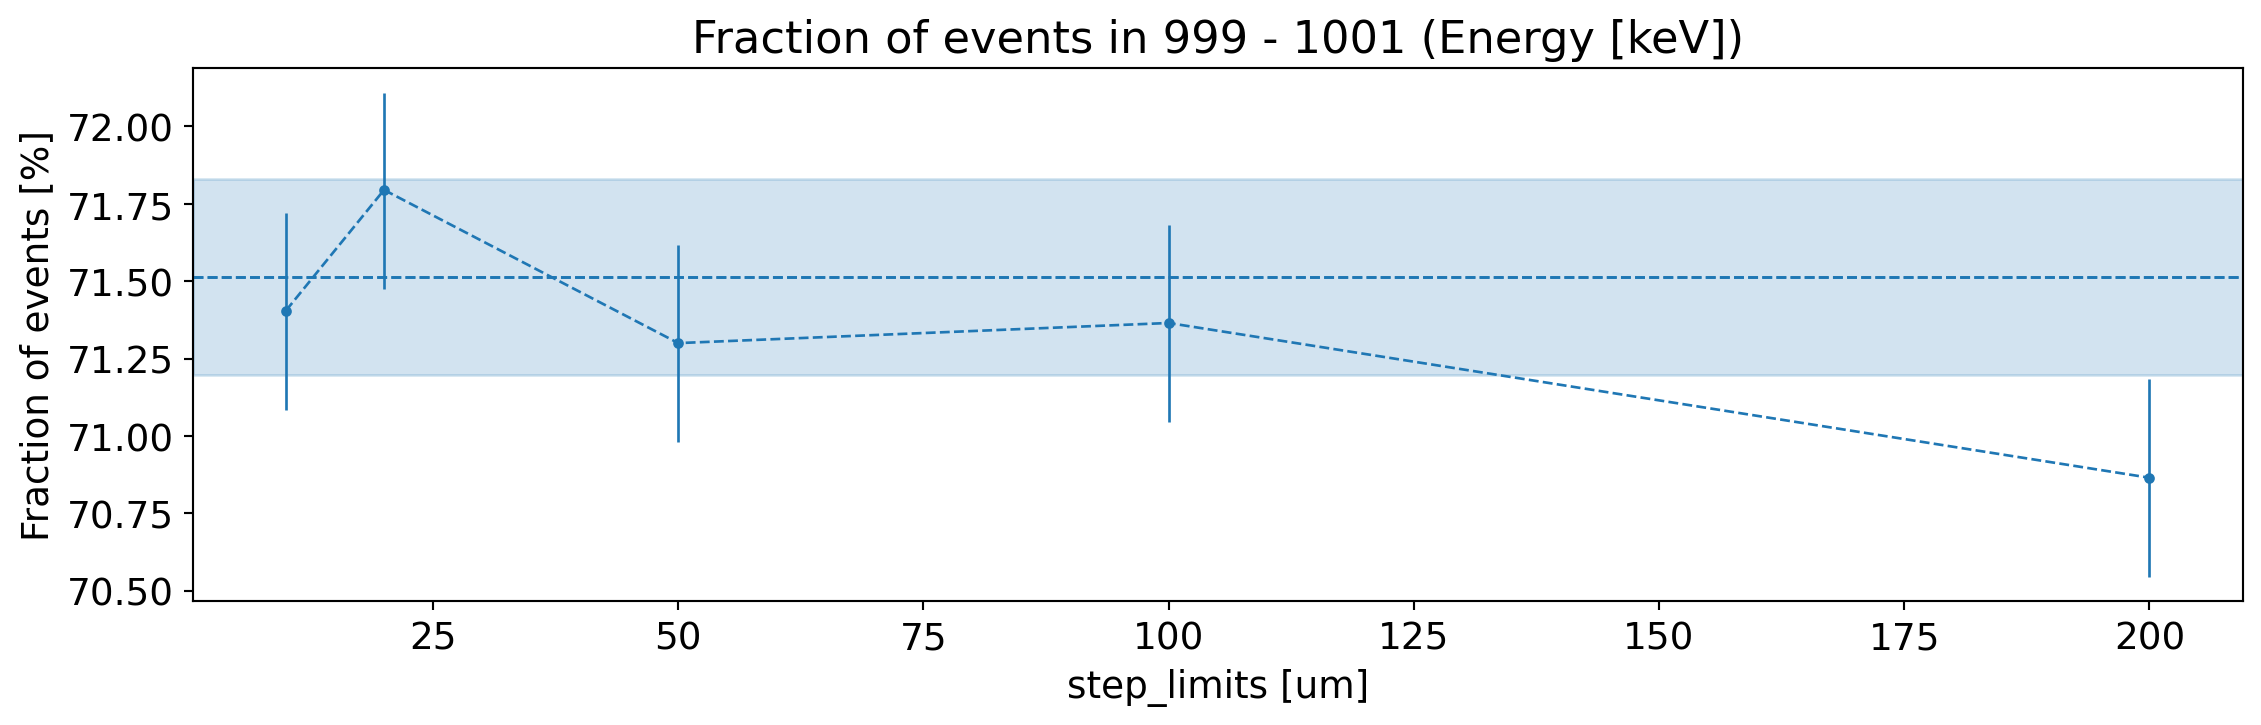 Fraction of events in 999 - 1001 (Energy [keV])
Fraction of events [%]
72.00
71.75
71.50
71.25
71.00
70.75
70.50
25 50 75 100 125 150 175 200
step_limits [um]